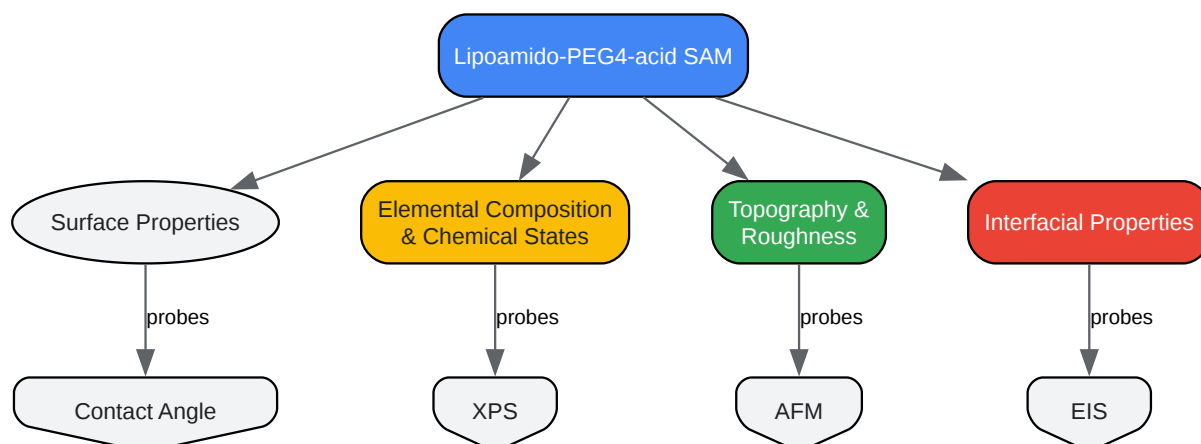 Lipoamido-PEG4-acid SAM
Surface Properties
Elemental Composition
& Chemical States
Topography &
Roughness
Interfacial Properties
probes
probes
probes
probes
Contact Angle
XPS
AFM
EIS